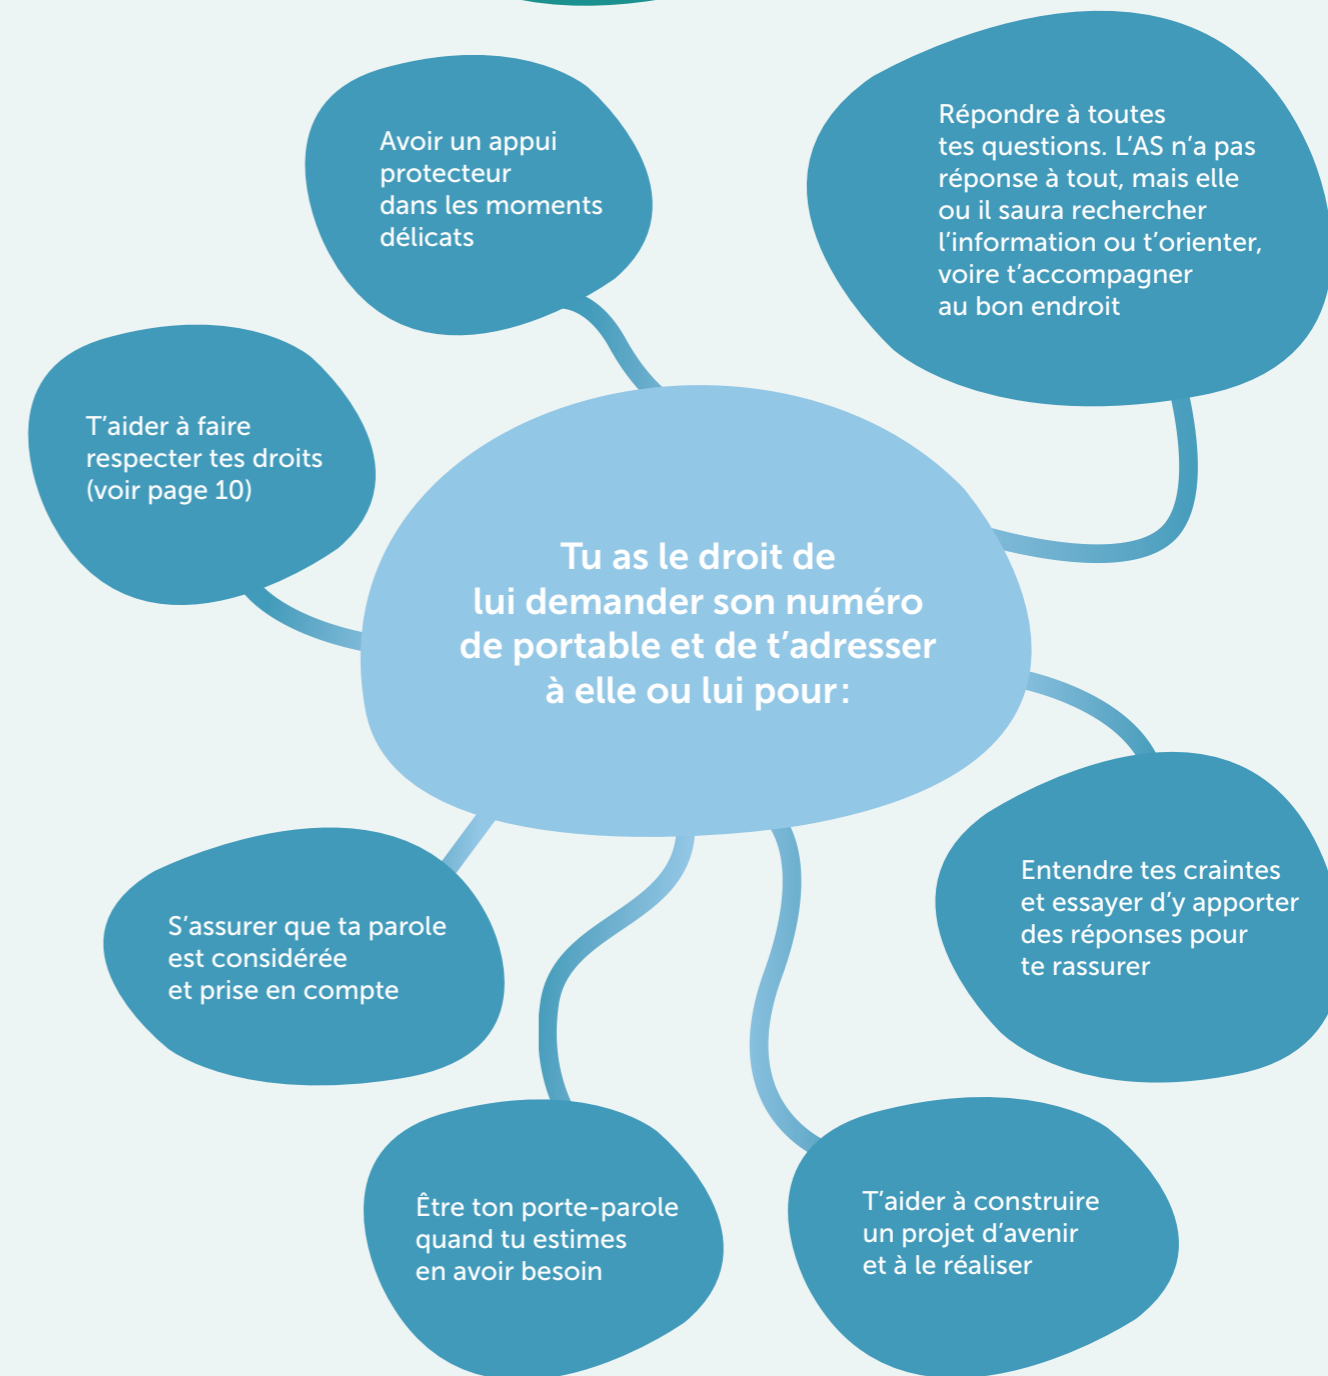 Avoir un appui
protecteur
dans les moments
délicats
Répondre à toutes
tes questions. L’AS n’a pas
réponse à tout, mais elle
ou il saura rechercher
l’information ou t’orienter,
voire t’accompagner
au bon endroit
T’aider à faire
respecter tes droits
(voir page 10)
Tu as le droit de
lui demander son numéro
de portable et de t’adresser
à elle ou lui pour :
Entendre tes craintes
et essayer d’y apporter
des réponses pour
te rassurer
S’assurer que ta parole
est considérée
et prise en compte
Être ton porte-parole
quand tu estimes
en avoir besoin
T’aider à construire
un projet d’avenir
et à le réaliser